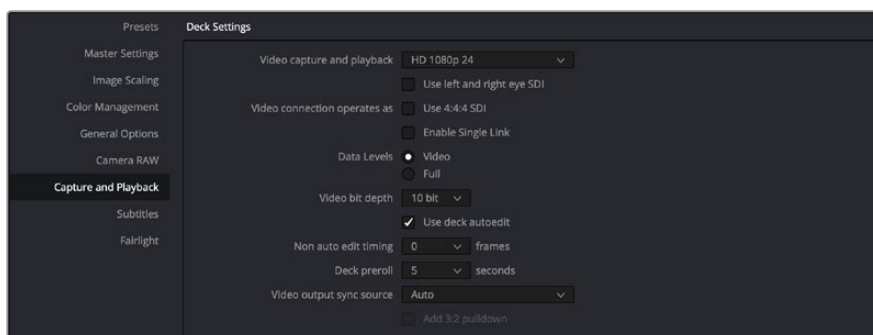 Presets
Master Settings
Image Scaling
Color Management
General Options
Camera RAW
Capture and Playback
Subtitles
Fairlight
Deck Settings
Video capture and playback HD 1080p 24
Use left and right eye SDI
Video connection operates as Use 4:4:4 SDI
Enable Single Link
Data Levels Video
Full
Video bit depth 10 bit
Use deck autoedit
Non auto edit timing 0 frames
Deck preroll 5 seconds
Video output sync source Auto
Add 3:2 pulldown